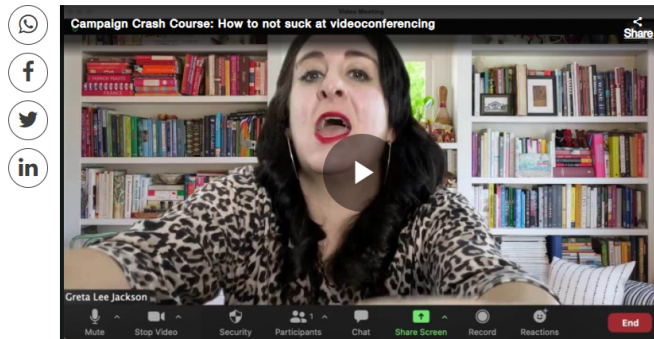 Video Meeting
Campaign Crash Course: How to not suck at videoconferencing
Share
in
Greta Lee Jackson
1
Mute
Stop Video
Security
Participants
Chat
Share Screen
Record
Reactions
End